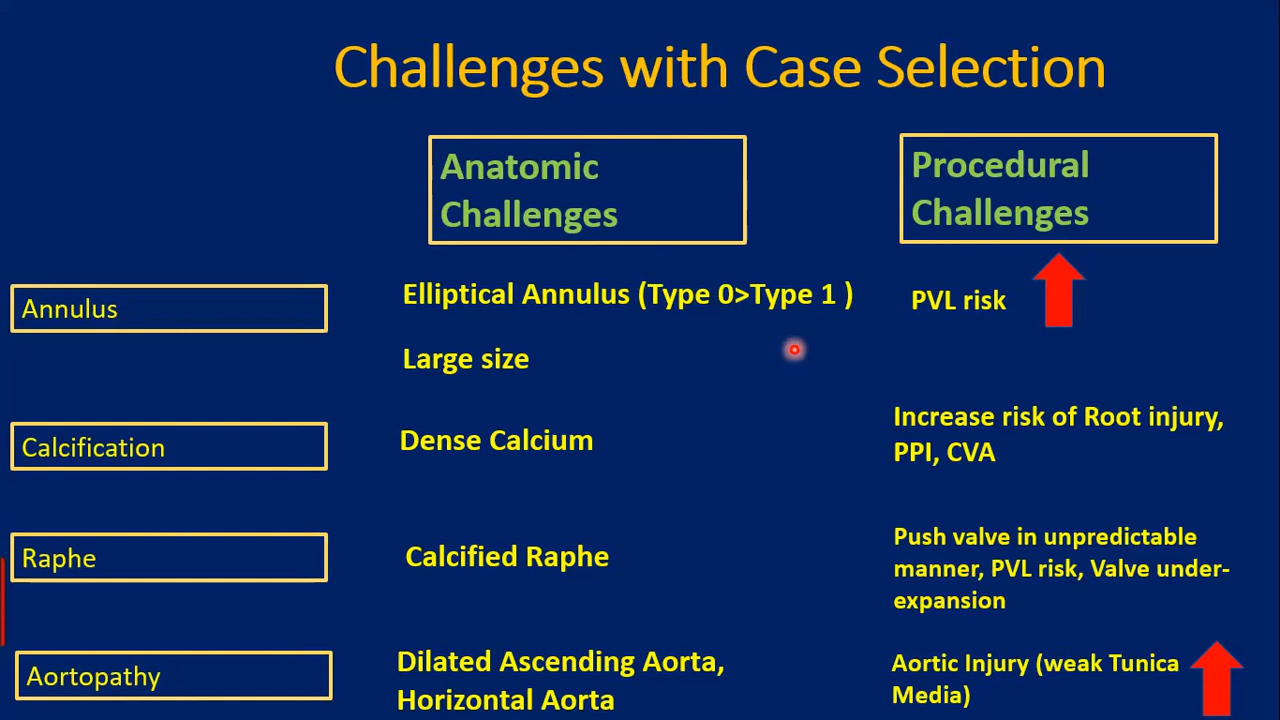 Challenges with Case Selection
Anatomic
Challenges
Procedural
Challenges
Annulus
Elliptical Annulus (Type 0>Type 1 )
Large size
PVL risk
Calcification
Dense Calcium
Increase risk of Root injury,
PPI, CVA
Raphe
Calcified Raphe
Push valve in unpredictable
manner, PVL risk, Valve under-
expansion
Aortopathy
Dilated Ascending Aorta,
Horizontal Aorta
Aortic Injury (weak Tunica
Media)